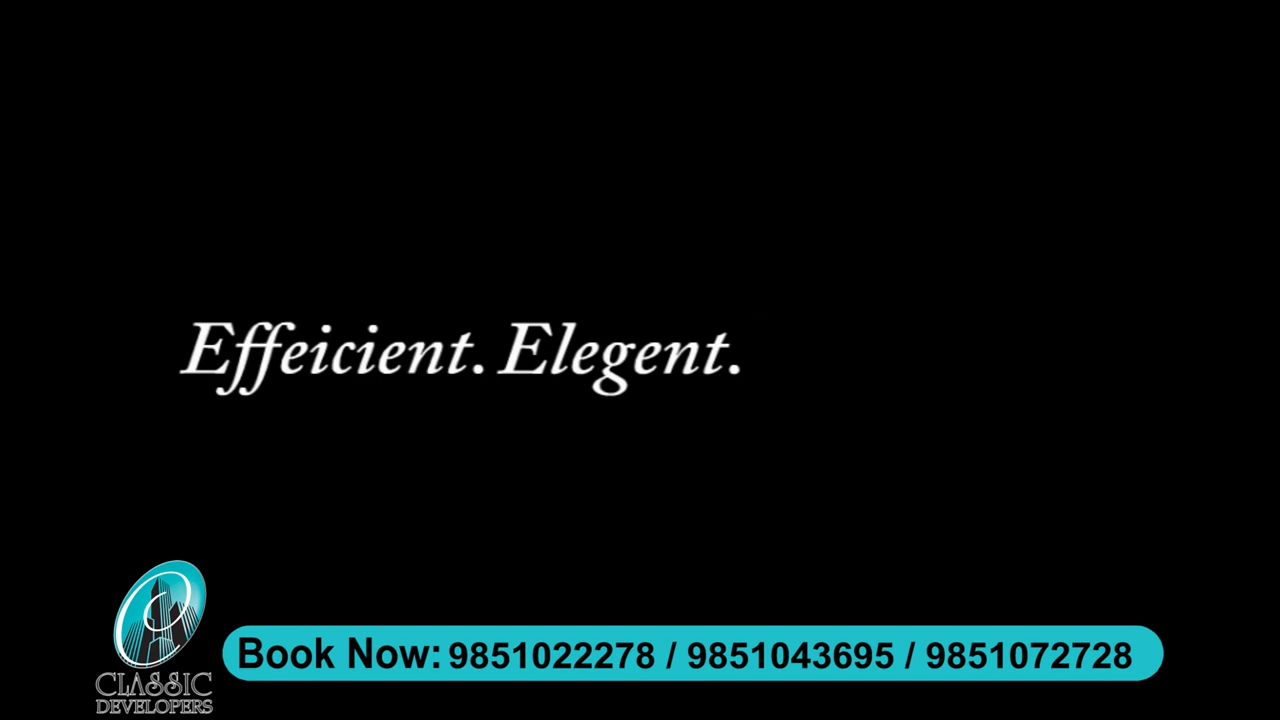 Effeicient. Elegent.
Book Now: 9851022278 / 9851043695 / 9851072728
CLASSIC
DEVELOPERS